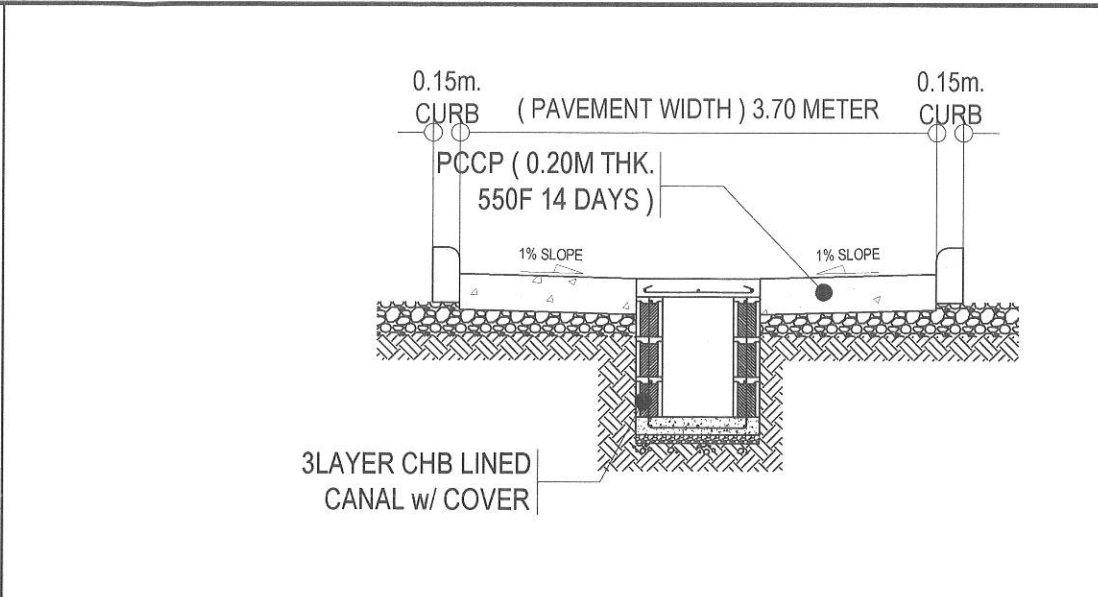 0.15m.
CURB
( PAVEMENT WIDTH ) 3.70 METER
0.15m.
CURB
PCCP ( 0.20M THK.
550F 14 DAYS )
1% SLOPE
1% SLOPE
3LAYER CHB LINED
CANAL w/ COVER